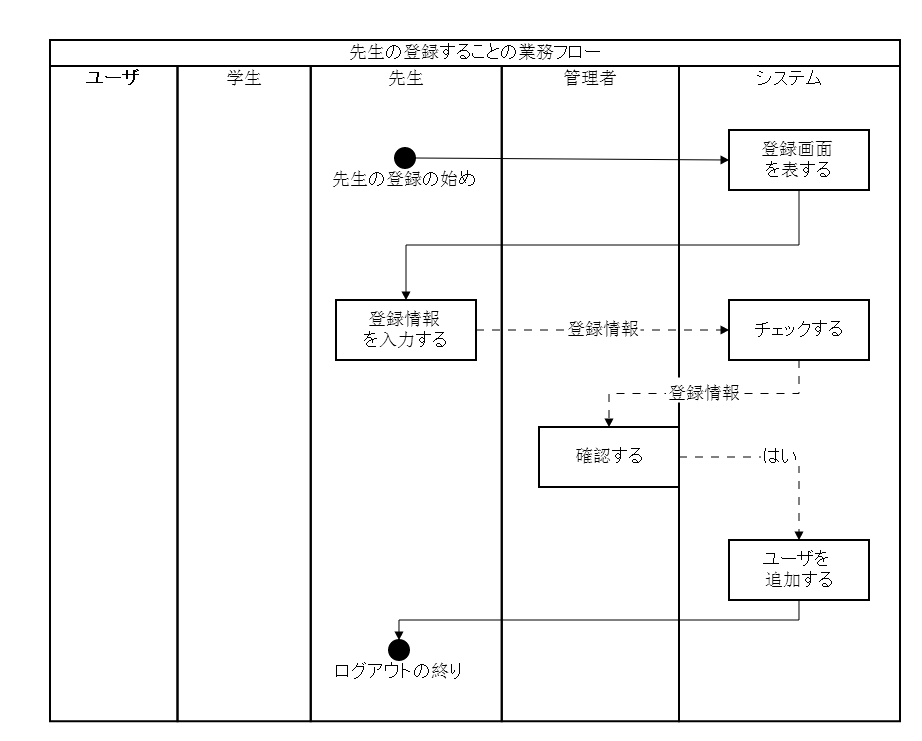 先生の登録することの業務フロー
ユーザ
学生
先生
管理者
システム
登録画面
を表する
先生の登録の始め
登録情報
を入力する
登録情報
チェックする
登録情報
確認する
はい
ユーザを
追加する
ログアウトの終り